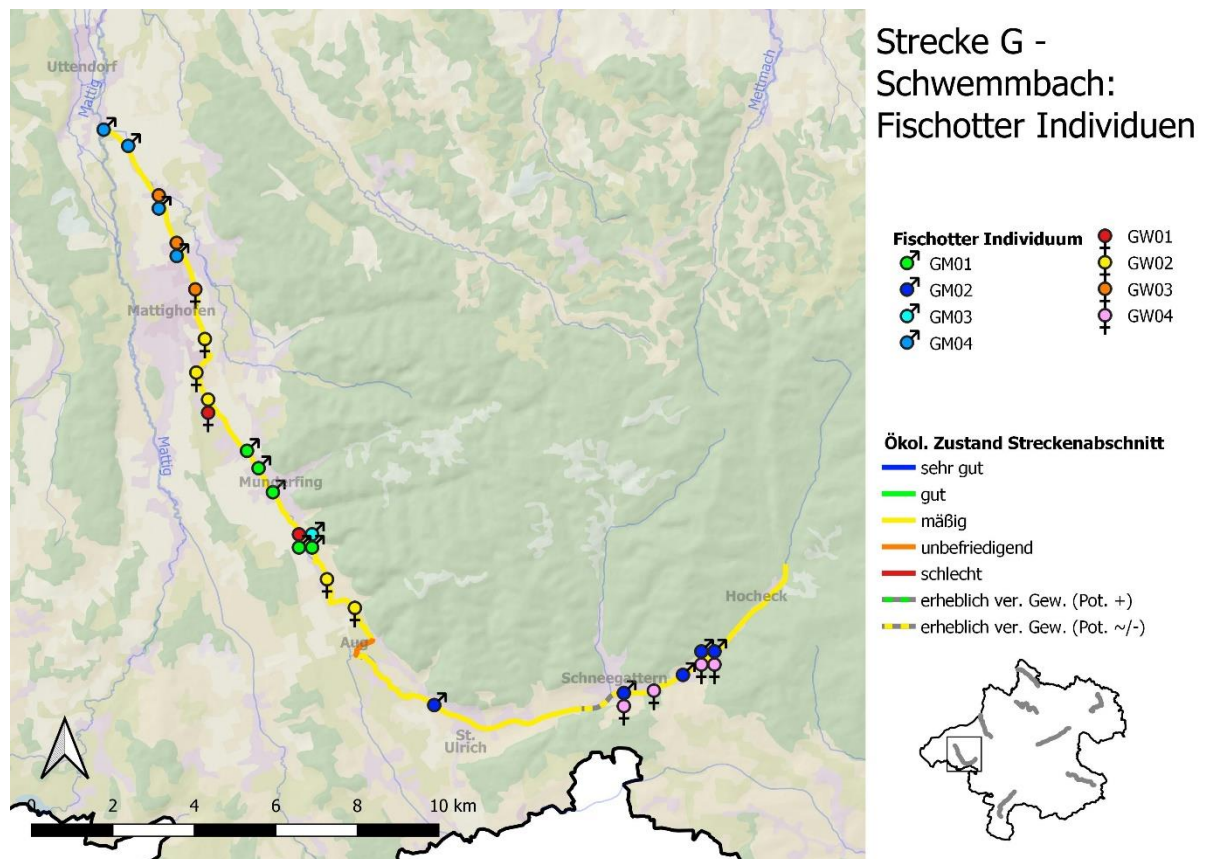 Strecke G -
Schwemmbach:
Fischotter Individuen
Uttendorf
Mattig
Mettmach
Mattighofen
Mattig
Munderfing
Hocheck
Aug
Schneegattern
St.
Ulrich
0 2 4 6 8 10 km
Fischotter Individuum
GM01
GM02
GM03
GM04
GW01
GW02
GW03
GW04
Ökol. Zustand Streckenabschnitt
sehr gut
gut
mäßig
unbefriedigend
schlecht
erheblich ver. Gew. (Pot. +)
erheblich ver. Gew. (Pot. ~/-)